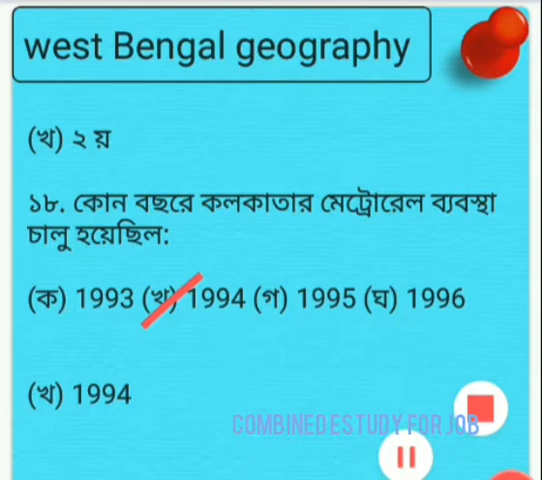 west Bengal geography
(খ) ২ য়
১৮. কোন বছরে কলকাতার মেট্রোরেল ব্যবস্থা
চালু হয়েছিল:
(ক) 1993 (খ) 1994 (গ) 1995 (ঘ) 1996
(খ) 1994
COMBINED E STUDY FOR JOB